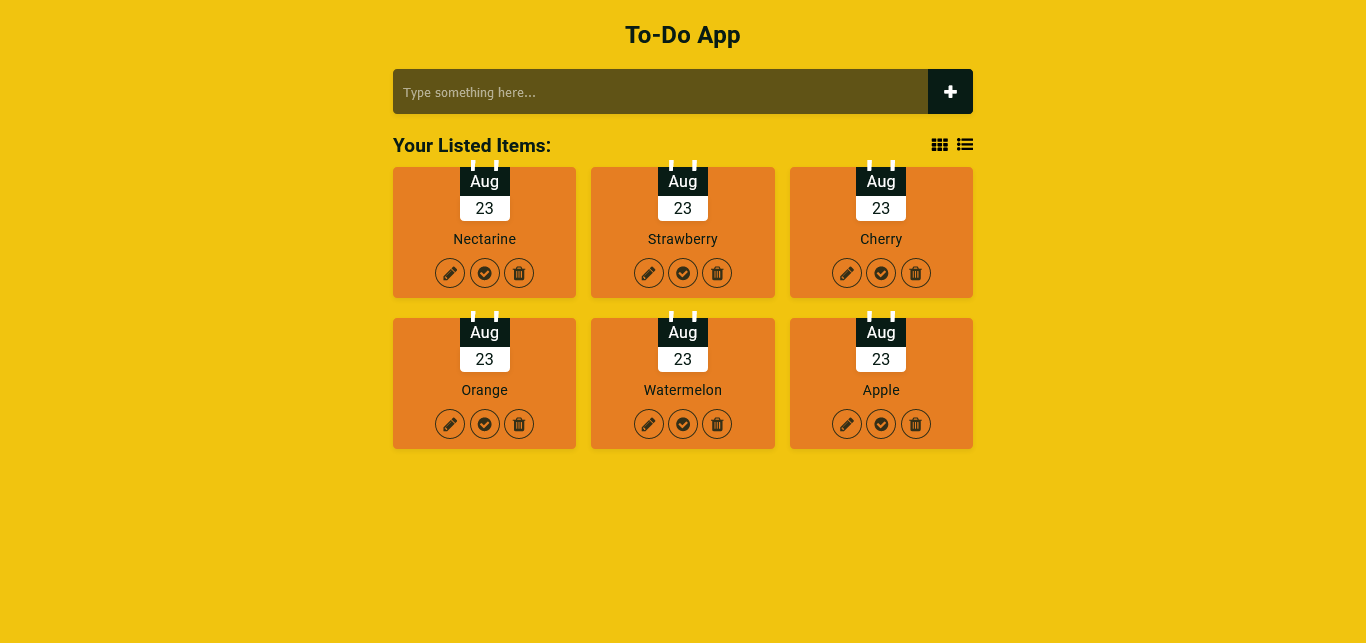 To-Do App
Type something here...
Your Listed Items:
Aug Aug Aug
23 23 23
Nectarine Strawberry Cherry
Aug Aug Aug
23 23 23
Orange Watermelon Apple